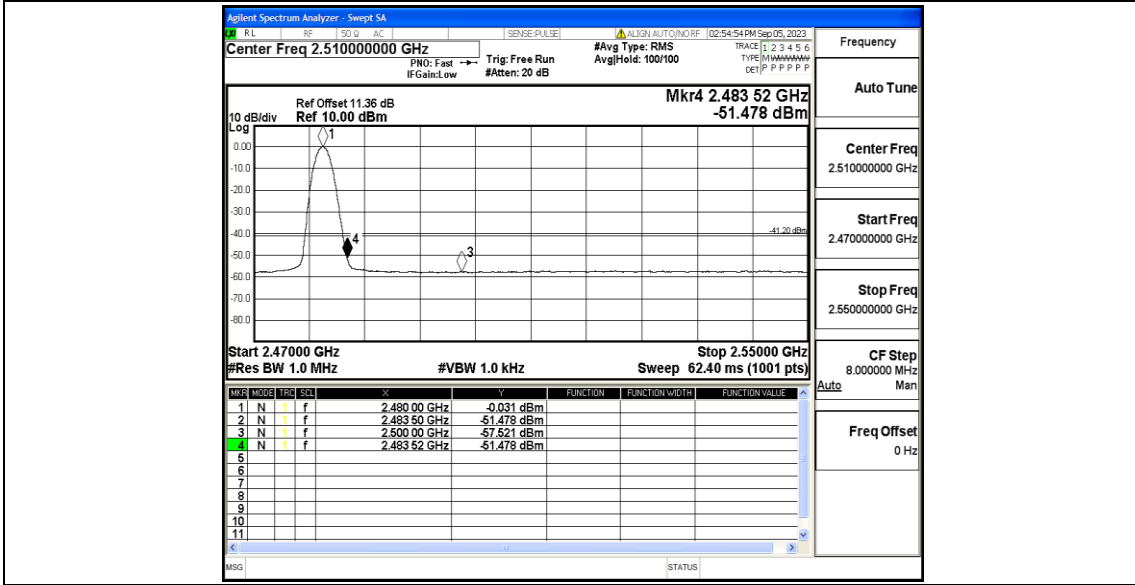 Agilent Spectrum Analyzer - Swept SA
RL RF 50 Ω AC SENSE:PULSE ALIGN AUTO/NO RF 02:54:54 PM Sep 05, 2023
Center Freq 2.510000000 GHz
PNO: Fast
IFGain:Low
Trig: Free Run
#Atten: 20 dB
#Avg Type: RMS
Avg|Hold: 100/100
TRACE 1 2 3 4 5 6
TYPE M WWWWW
DET P P P P P P
Frequency
Auto Tune
Center Freq
2.510000000 GHz
Start Freq
2.470000000 GHz
Stop Freq
2.550000000 GHz
CF Step
8.000000 MHz
Auto Man
Freq Offset
0 Hz
Mkr4 2.483 52 GHz
-51.478 dBm
Ref Offset 11.36 dB
10 dB/div Ref 10.00 dBm
Log
0.00
-10.0
-20.0
-30.0
-40.0
-50.0
-60.0
-70.0
-80.0
1
4
3
-41.20 dBm
Start 2.47000 GHz Stop 2.55000 GHz
#Res BW 1.0 MHz #VBW 1.0 kHz Sweep 62.40 ms (1001 pts)
MKR MODE TRC SCL X Y FUNCTION FUNCTION WIDTH FUNCTION VALUE
1 N 1 f 2.480 00 GHz -0.031 dBm
2 N 1 f 2.483 50 GHz -51.478 dBm
3 N 1 f 2.500 00 GHz -57.521 dBm
4 N 1 f 2.483 52 GHz -51.478 dBm
5
6
7
8
9
10
11
MSG STATUS